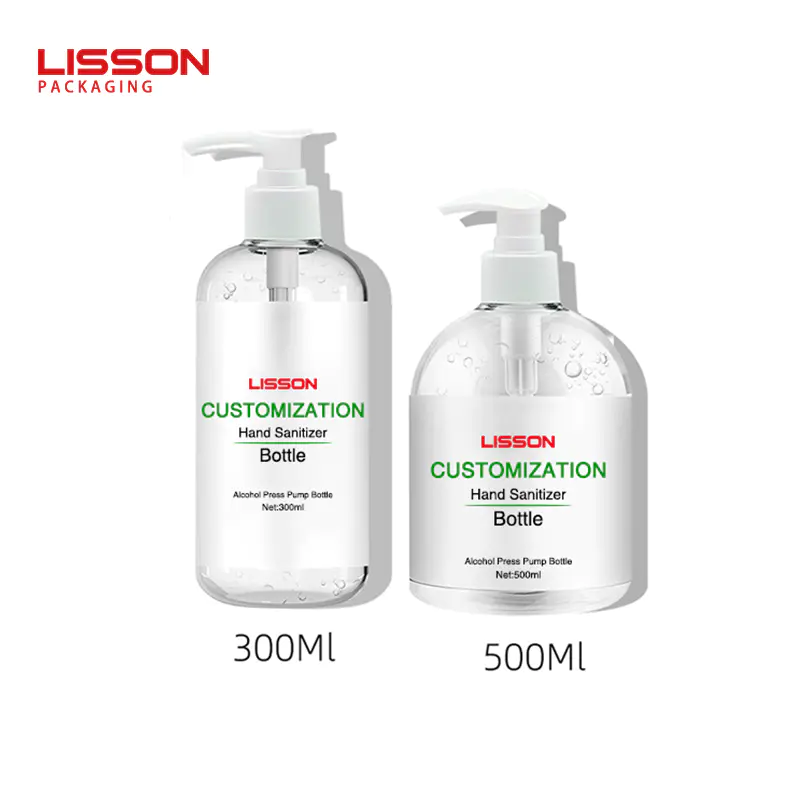 LISSON
PACKAGING
LISSON
CUSTOMIZATION
Hand Sanitizer
Bottle
Alcohol Press Pump Bottle
Net:300ml
LISSON
CUSTOMIZATION
Hand Sanitizer
Bottle
Alcohol Press Pump Bottle
Net:500ml
300Ml
500Ml